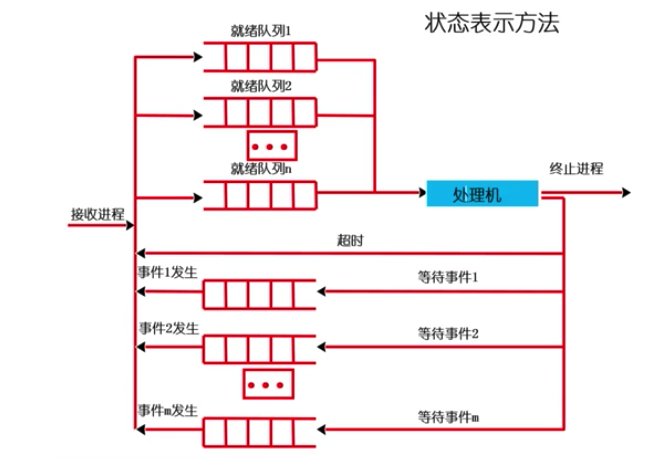 状态表示方法
就绪队列1
就绪队列2
就绪队列n
处理机
终止进程
接收进程
超时
事件1发生
等待事件1
事件2发生
等待事件2
事件m发生
等待事件m